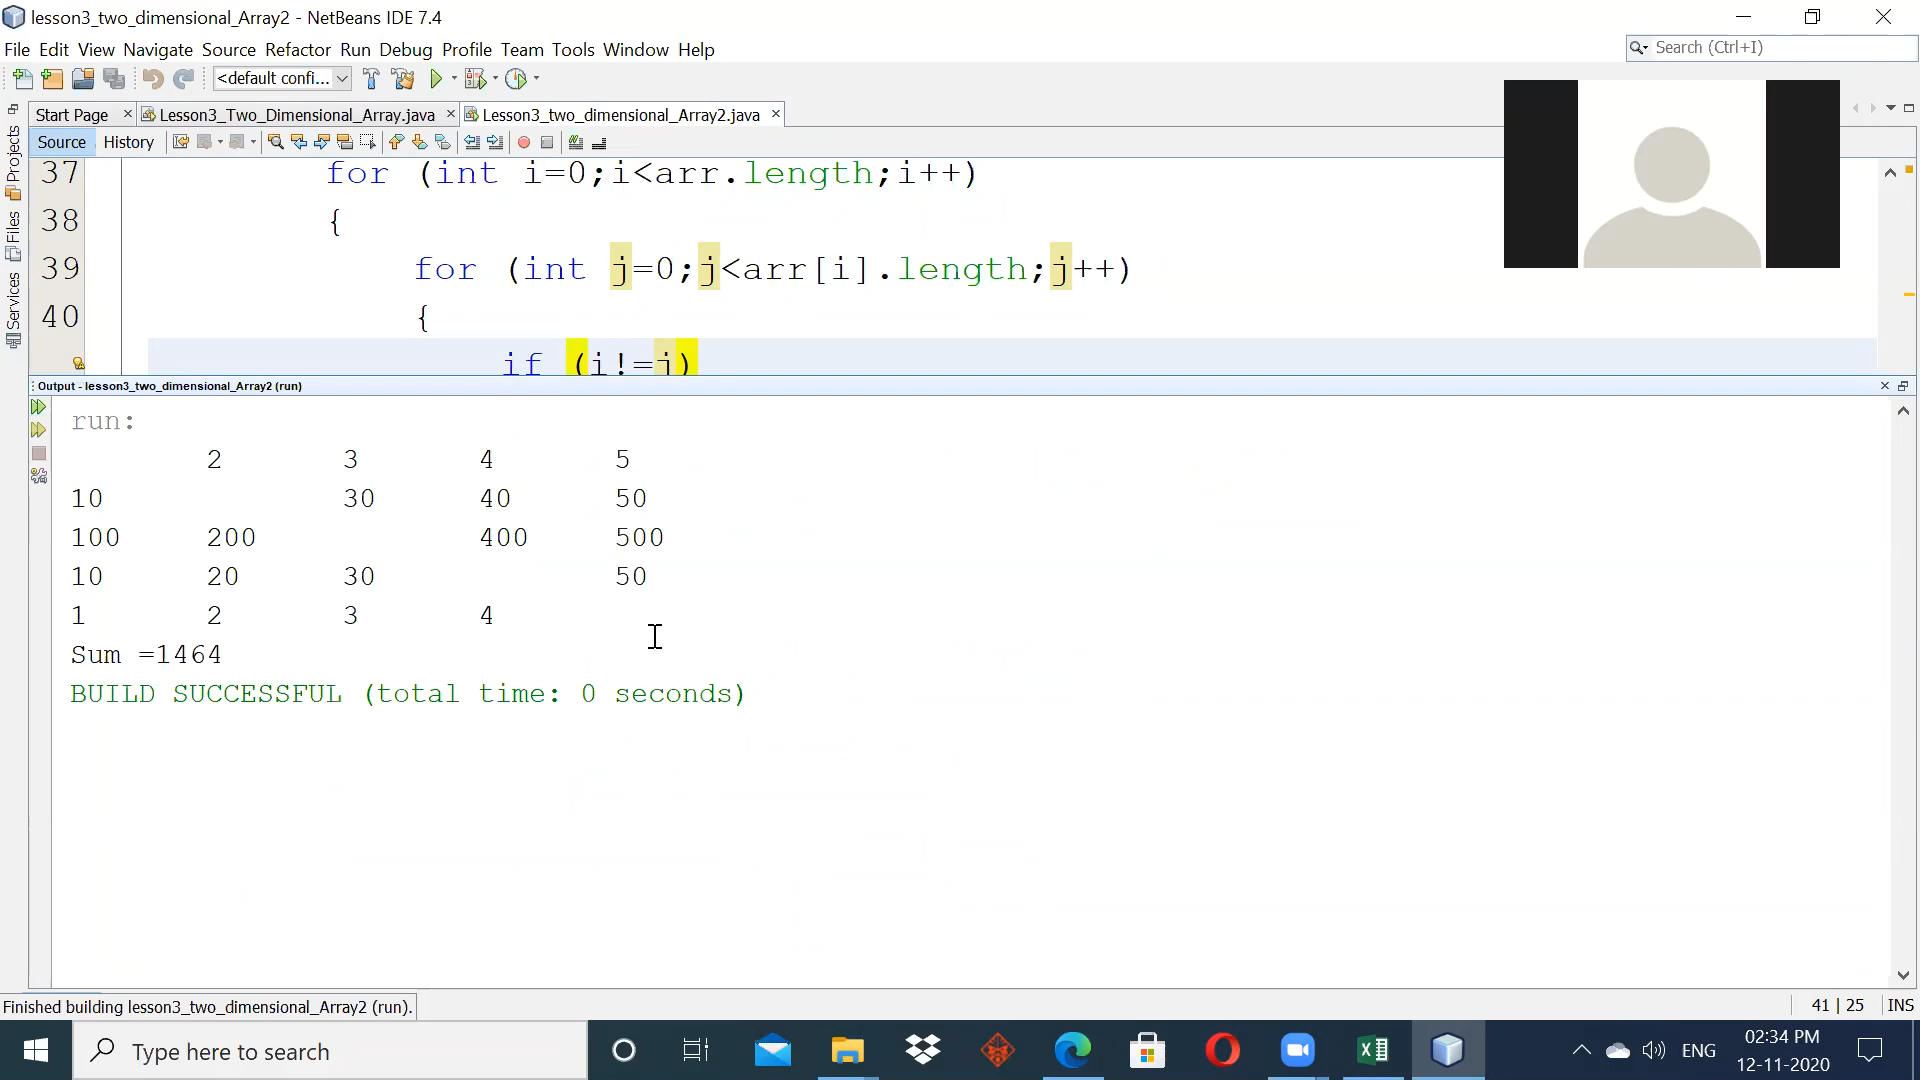 lesson3_two_dimensional_Array2 - NetBeans IDE 7.4
File Edit View Navigate Source Refactor Run Debug Profile Team Tools Window Help
Search (Ctrl+I)
<default confi...
Start Page Lesson3_Two_Dimensional_Array.java Lesson3_two_dimensional_Array2.java
Source History
Projects
Files
Services
37 for (int i=0;i<arr.length;i++)
38 {
39 for (int j=0;j<arr[i].length;j++)
40 {
if (i!=j)
Output - lesson3_two_dimensional_Array2 (run)
run:
2 3 4 5
10 30 40 50
100 200 400 500
10 20 30 50
1 2 3 4
Sum =1464
BUILD SUCCESSFUL (total time: 0 seconds)
Finished building lesson3_two_dimensional_Array2 (run).
41 | 25 INS
Type here to search
ENG
02:34 PM
12-11-2020